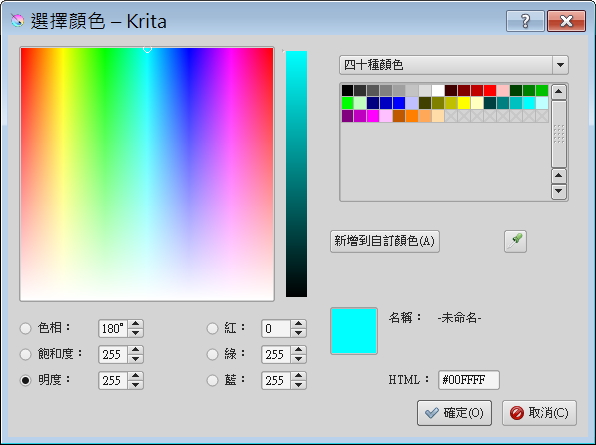 選擇顏色 – Krita
四十種顏色
新增到自訂顏色(A)
名稱： -未命名-
色相： 180°
紅： 0
飽和度： 255
綠： 255
明度： 255
藍： 255
HTML： #00FFFF
確定(O)
取消(C)